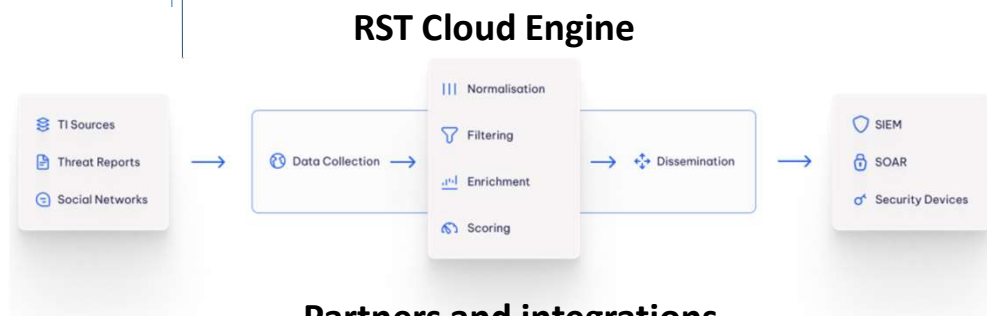 RST Cloud Engine
TI Sources
Threat Reports
Social Networks
Data Collection
Normalisation
Filtering
Enrichment
Scoring
Dissemination
SIEM
SOAR
Security Devices
Partners and integrations